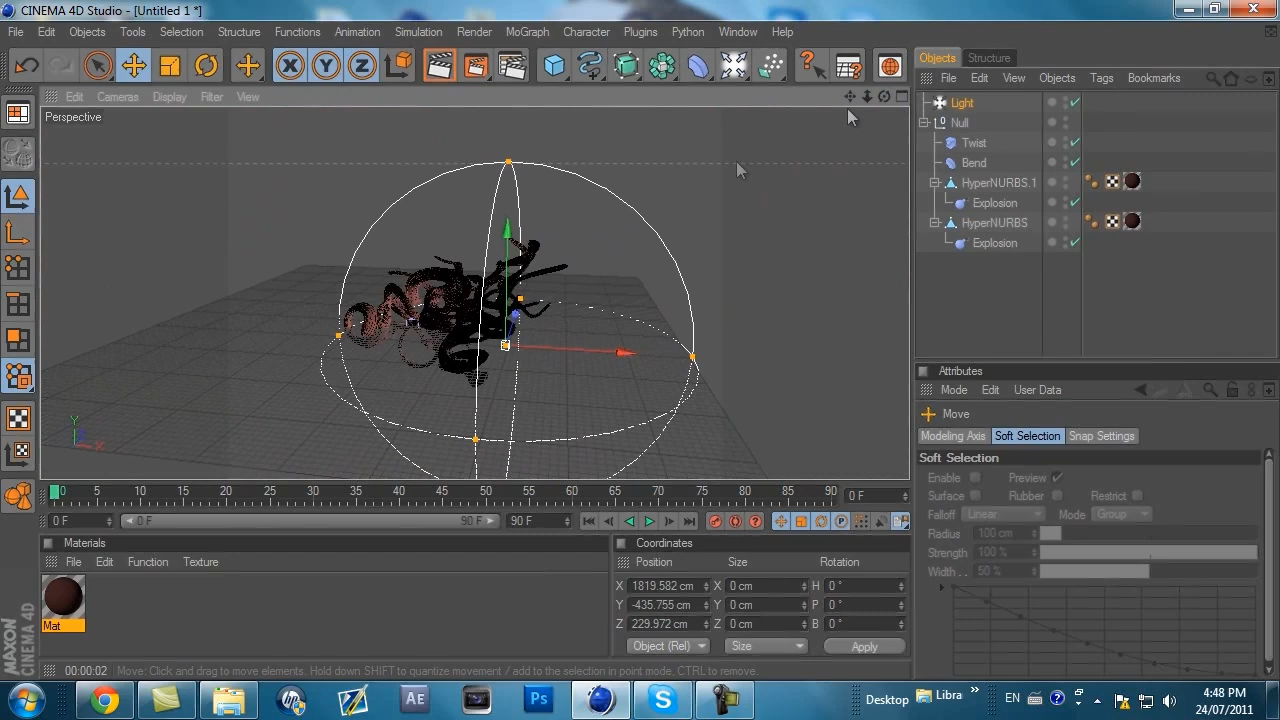 CINEMA 4D Studio - [Untitled 1 *]
File Edit Objects Tools Selection Structure Functions Animation Simulation Render MoGraph Character Plugins Python Window Help
Objects Structure
Edit Cameras Display Filter View
File Edit View Objects Tags Bookmarks
Perspective
Light
Null
Twist
Bend
HyperNURBS.1
Explosion
HyperNURBS
Explosion
Y
X
Attributes
Mode Edit User Data
Move
Modeling Axis Soft Selection Snap Settings
Soft Selection
Enable Preview
Surface Rubber Restrict
Falloff Linear Mode Group
Radius 100 cm
Strength 100 %
Width . . 50 %
0 5 10 15 20 25 30 35 40 45 50 55 60 65 70 75 80 85 90 0 F
0 F 0 F 90 F 90 F
Materials
File Edit Function Texture
Mat
Coordinates
Position Size Rotation
X 1819.582 cm X 0 cm H 0 °
Y -435.755 cm Y 0 cm P 0 °
Z 229.972 cm Z 0 cm B 0 °
Object (Rel) Size Apply
MAXON
CINEMA 4D
00:00:02 Move: Click and drag to move elements. Hold down SHIFT to quantize movement / add to the selection in point mode, CTRL to remove.
AE Ps S
Desktop Libra »
EN
4:48 PM
24/07/2011